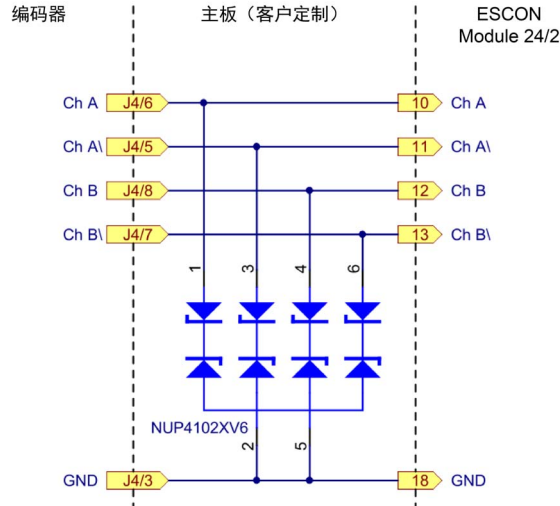 编码器 主板（客户定制） ESCON
Module 24/2
Ch A J4/6 10 Ch A
Ch A\ J4/5 11 Ch A\
Ch B J4/8 12 Ch B
Ch B\ J4/7 13 Ch B\
1 3 4 6
NUP4102XV6
2 5
GND J4/3 18 GND